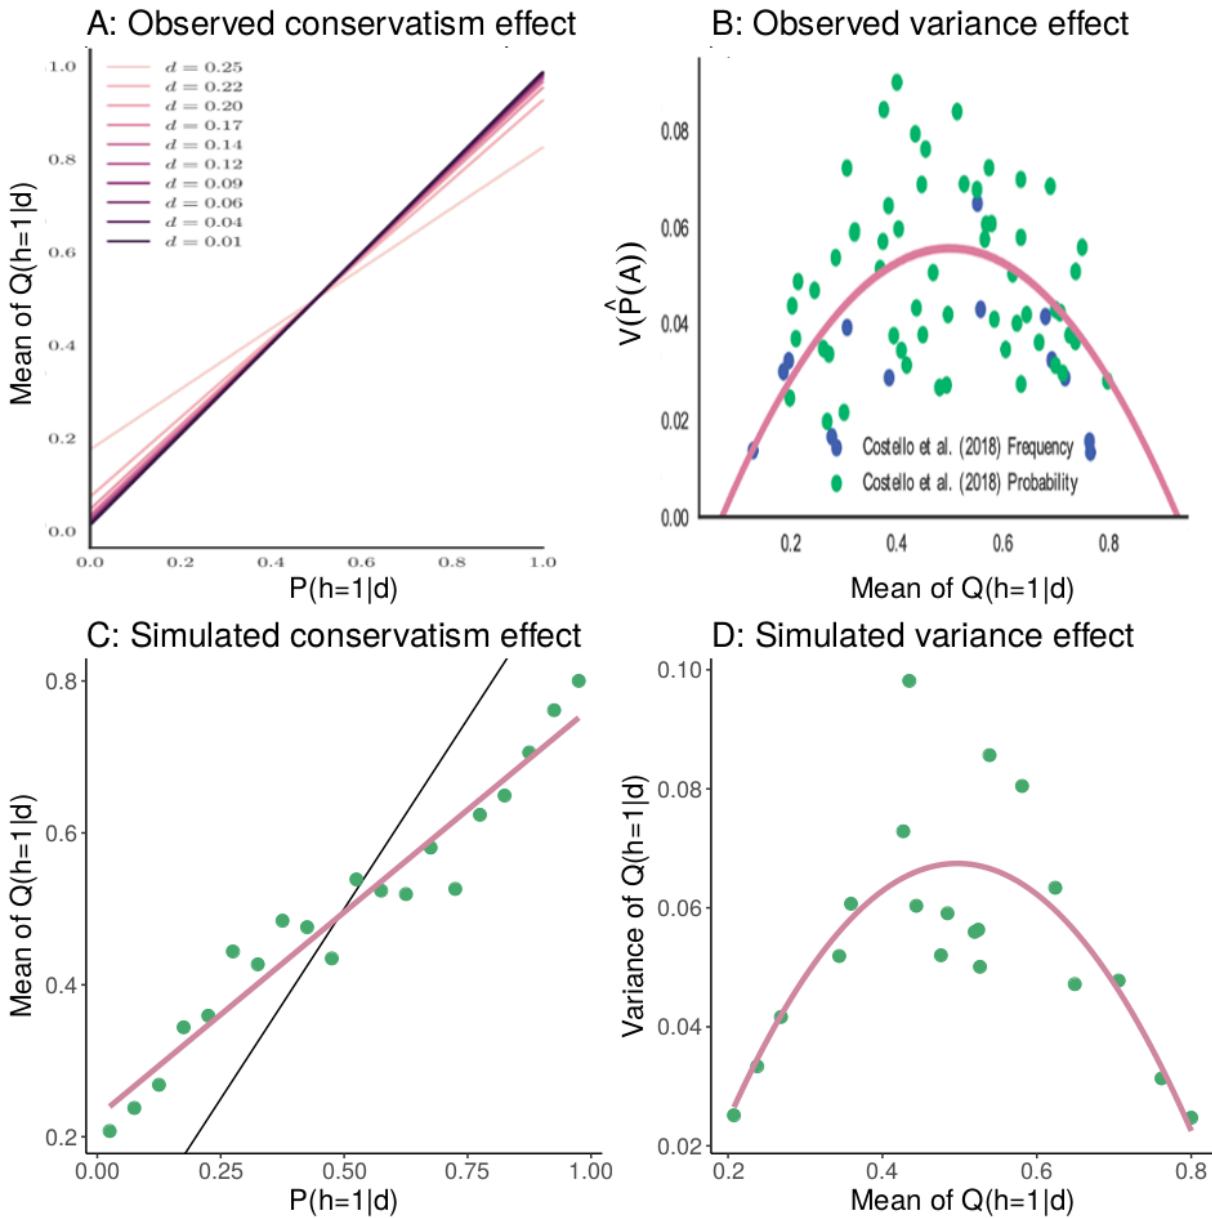 A: Observed conservatism effect
1.0
0.8
0.6
0.4
0.2
0.0
Mean of Q(h=1|d)
d = 0.25
d = 0.22
d = 0.20
d = 0.17
d = 0.14
d = 0.12
d = 0.09
d = 0.06
d = 0.04
d = 0.01
0.0 0.2 0.4 0.6 0.8 1.0
P(h=1|d)
B: Observed variance effect
0.08
0.06
0.04
0.02
0.00
V(P̂(A))
Costello et al. (2018) Frequency
Costello et al. (2018) Probability
0.2 0.4 0.6 0.8
Mean of Q(h=1|d)
C: Simulated conservatism effect
0.8
0.6
0.4
0.2
Mean of Q(h=1|d)
0.00 0.25 0.50 0.75 1.00
P(h=1|d)
D: Simulated variance effect
0.10
0.08
0.06
0.04
0.02
Variance of Q(h=1|d)
0.2 0.4 0.6 0.8
Mean of Q(h=1|d)